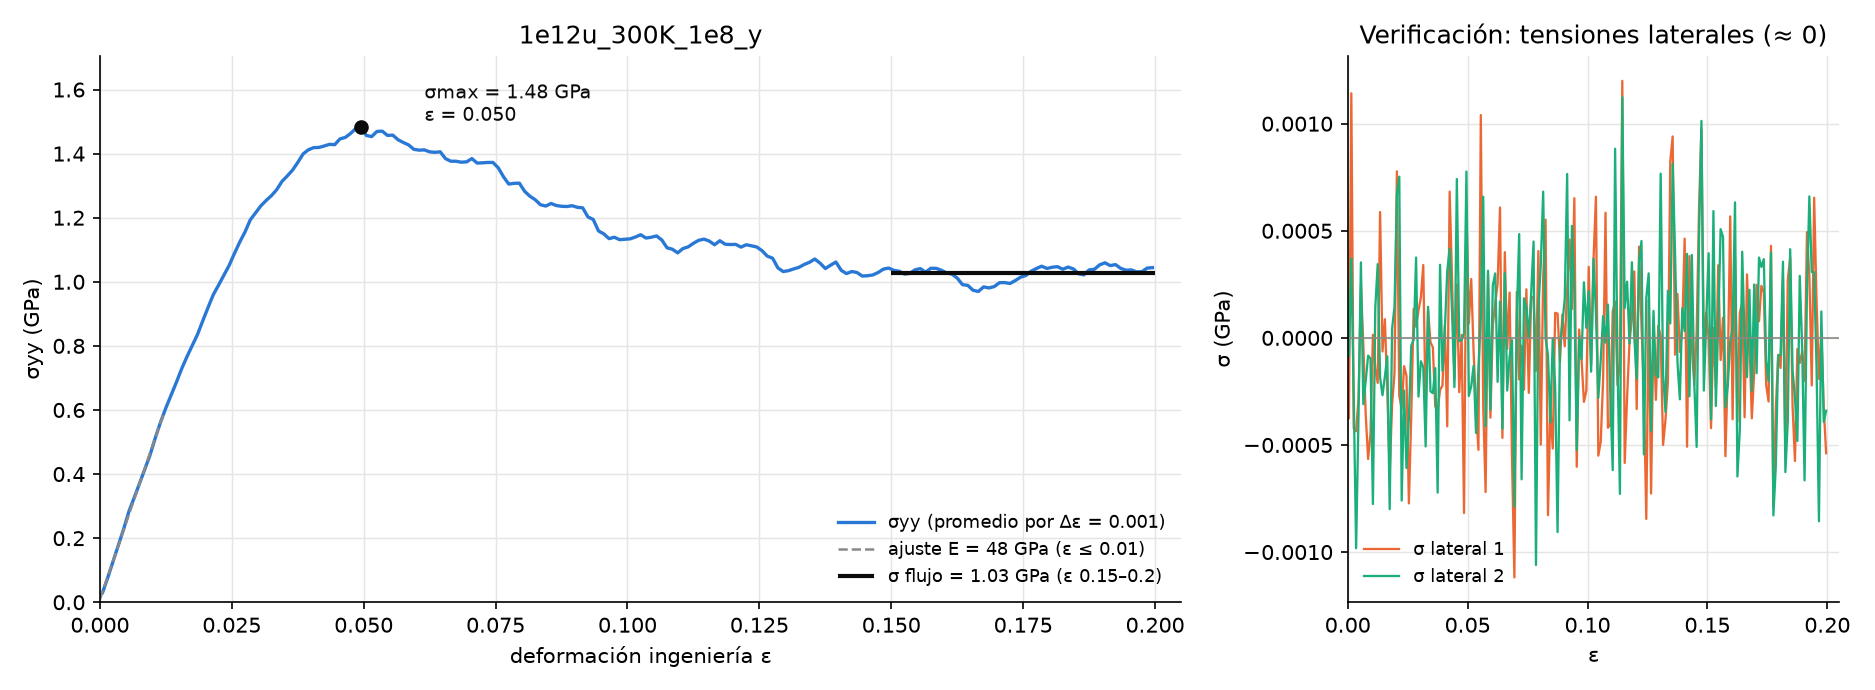 1e12u_300K_1e8_y
σmax = 1.48 GPa
ε = 0.050
σyy (GPa)
1.6
1.4
1.2
1.0
0.8
0.6
0.4
0.2
0.0
σyy (promedio por Δε = 0.001)
ajuste E = 48 GPa (ε ≤ 0.01)
σ flujo = 1.03 GPa (ε 0.15–0.2)
0.000 0.025 0.050 0.075 0.100 0.125 0.150 0.175 0.200
deformación ingeniería ε
Verificación: tensiones laterales (≈ 0)
σ (GPa)
0.0010
0.0005
0.0000
−0.0005
−0.0010
σ lateral 1
σ lateral 2
0.00 0.05 0.10 0.15 0.20
ε